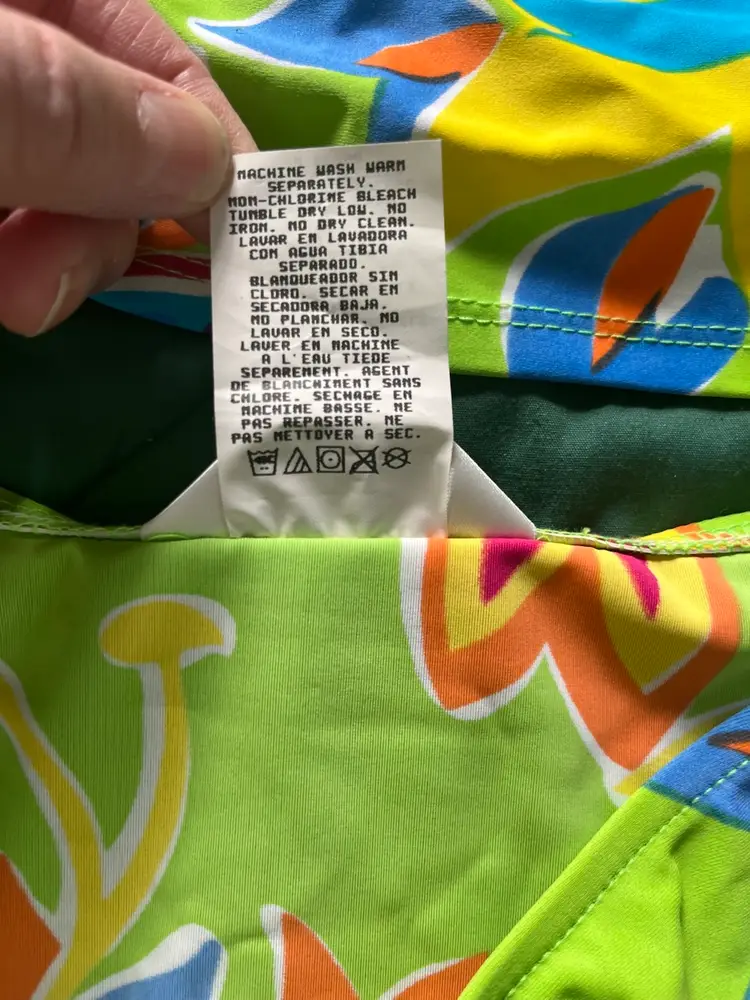 MACHINE WASH WARM
SEPARATELY.
NON-CHLORINE BLEACH
TUMBLE DRY LOW. NO
IRON. NO DRY CLEAN.
LAVAR EN LAVADORA
CON AGUA TIBIA
SEPARADO.
BLANQUEADOR SIN
CLORO. SECAR EN
SECADORA BAJA.
NO PLANCHAR. NO
LAVAR EN SECO.
LAVER EN MACHINE
A L'EAU TIEDE
SEPAREMENT. AGENT
DE BLANCHIMENT SANS
CHLORE. SECHAGE EN
MACHINE BASSE. NE
PAS REPASSER. NE
PAS NETTOYER A SEC.